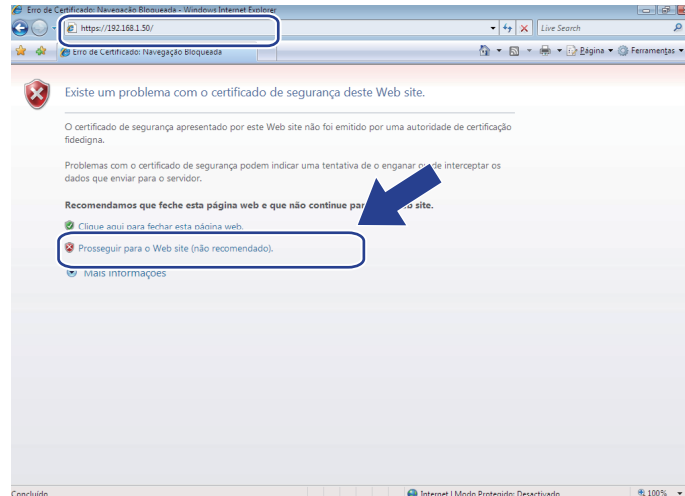 Erro de Certificado: Navegação Bloqueada - Windows Internet Explorer
https://192.168.1.50/
Live Search
Erro de Certificado: Navegação Bloqueada
Página
Ferramentas
Existe um problema com o certificado de segurança deste Web site.
O certificado de segurança apresentado por este Web site não foi emitido por uma autoridade de certificação
fidedigna.
Problemas com o certificado de segurança podem indicar uma tentativa de o enganar ou de interceptar os
dados que enviar para o servidor.
Recomendamos que feche esta página web e que não continue par site.
Clique aqui para fechar esta página web.
Prosseguir para o Web site (não recomendado).
Mais informações
Concluído
Internet | Modo Protegido: Desactivado
100%